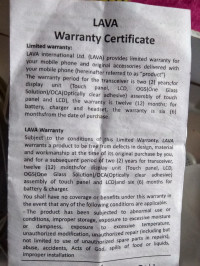 LAVA
Warranty Certificate
Limited warranty:
LAVA International Ltd. (LAVA) provides limited warranty for
your mobile phone and original accessories delivered with
your mobile phone (hereinafter referred to as "product")
The warranty period for the transceiver is two (2) years,for
display unit (Touch panel, LCD, OGS(One Glass
Solution)/OCA(Optically clear adhesive) assembly of touch
panel and LCD), the warranty is twelve (12) months: for
battery, charger and headset, the warranty is six (6)
monthsfrom the date of purchase.
LAVA Warranty
Subject to the conditions of this Limited Warranty, LAVA
warrants a product to be free from defects in design, material
and workmanship at the time of its original purchase by you,
and for a subsequent period of two (2) years for transceiver,
twelve (12) months for display unit (Touch panel, LCD,
OGS(One Glass Solution)/OCA(Optically clear adhesive)
assembly of touch panel and LCD)and six (6) months for
battery & charger.
You shall have no coverage or benefits under this warranty in
the event that any of the following conditions are applicable:
The product has been subjected to abnormal use or
conditions, improper storage, exposure to excessive moisture
or dampness, exposure to excessive temperature,
unauthorized modification, unauthorized repair (including but
not limited to use of unauthorized spare parts in repairs),
abuse, accidents, Acts of God, spills of food or liquids,
improper installation